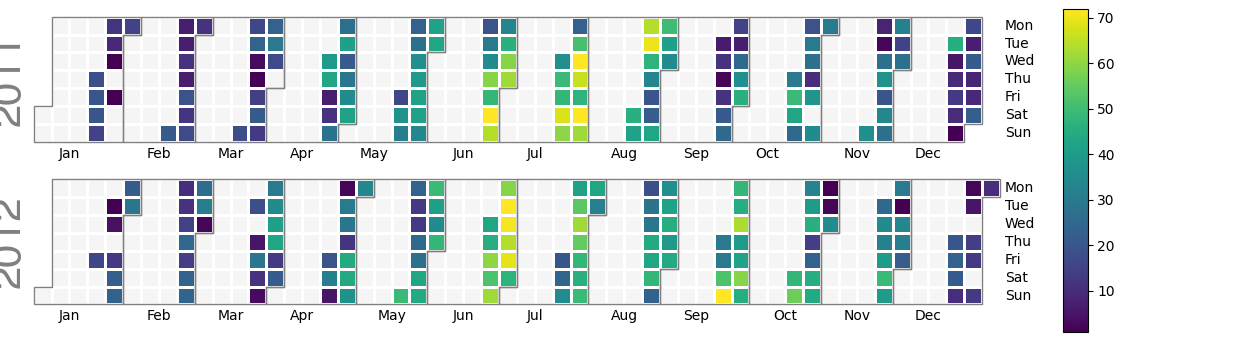 2011
Mon
Tue
Wed
Thu
Fri
Sat
Sun
Jan Feb Mar Apr May Jun Jul Aug Sep Oct Nov Dec
2012
Mon
Tue
Wed
Thu
Fri
Sat
Sun
Jan Feb Mar Apr May Jun Jul Aug Sep Oct Nov Dec
70
60
50
40
30
20
10